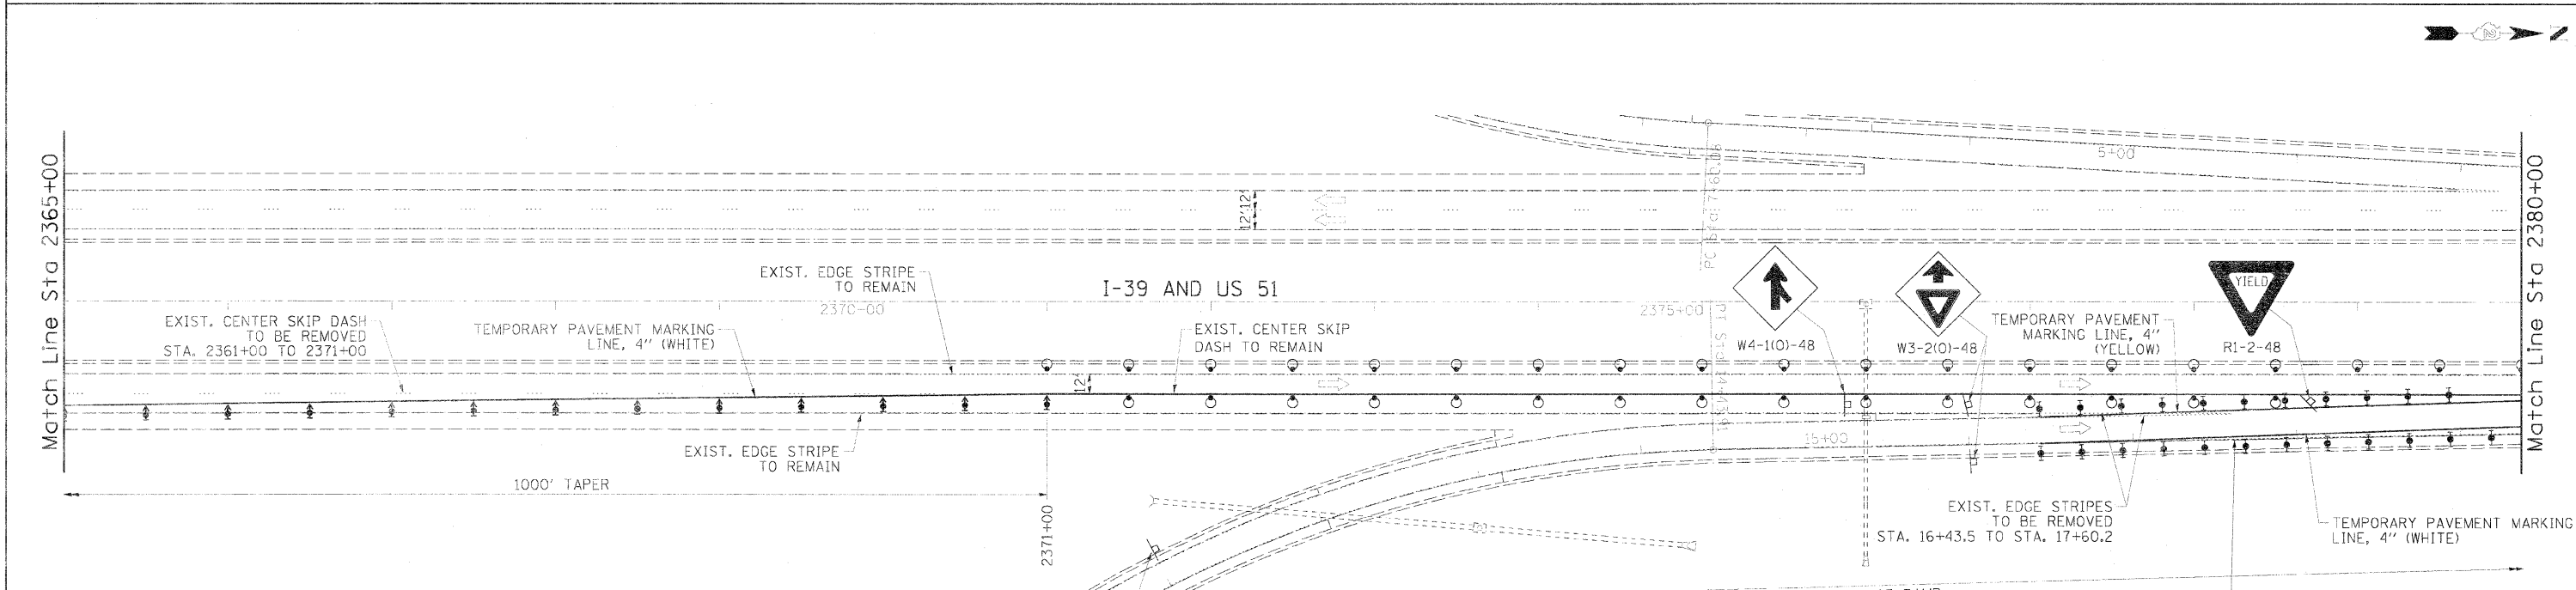 Match Line Sta 2365+00
EXIST. CENTER SKIP DASH
TO BE REMOVED
STA. 2361+00 TO 2371+00
TEMPORARY PAVEMENT MARKING
LINE, 4" (WHITE)
EXIST. EDGE STRIPE
TO REMAIN
2370+00
I-39 AND US 51
12'12'
EXIST. CENTER SKIP
DASH TO REMAIN
12'
EXIST. EDGE STRIPE
TO REMAIN
1000' TAPER
2371+00
2375+00
W4-1(O)-48
W3-2(O)-48
TEMPORARY PAVEMENT
MARKING LINE, 4"
(YELLOW)
YIELD
R1-2-48
5+00
15+00
EXIST. EDGE STRIPES
TO BE REMOVED
STA. 16+43.5 TO STA. 17+60.2
TEMPORARY PAVEMENT MARKING
LINE, 4" (WHITE)
Match Line Sta 2380+00